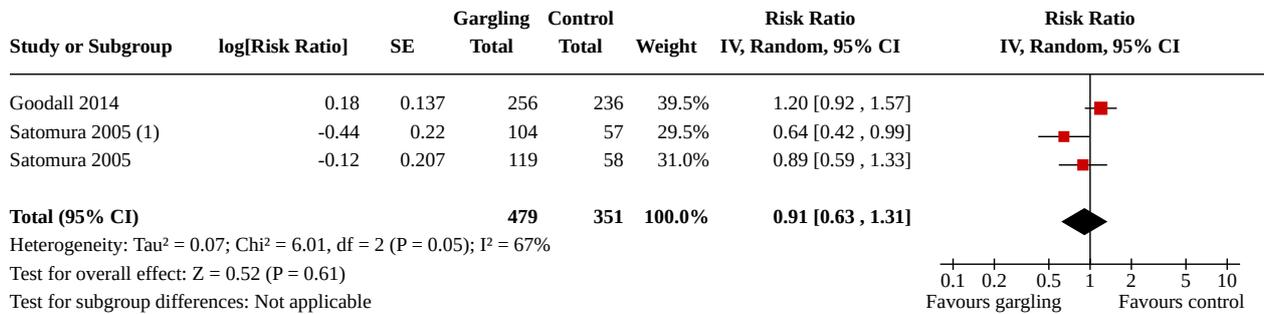 Gargling Control Risk Ratio Risk Ratio
Study or Subgroup log[Risk Ratio] SE Total Total Weight IV, Random, 95% CI IV, Random, 95% CI
Goodall 2014 0.18 0.137 256 236 39.5% 1.20 [0.92 , 1.57]
Satomura 2005 (1) -0.44 0.22 104 57 29.5% 0.64 [0.42 , 0.99]
Satomura 2005 -0.12 0.207 119 58 31.0% 0.89 [0.59 , 1.33]
Total (95% CI) 479 351 100.0% 0.91 [0.63 , 1.31]
Heterogeneity: Tau² = 0.07; Chi² = 6.01, df = 2 (P = 0.05); I² = 67%
Test for overall effect: Z = 0.52 (P = 0.61) 0.1 0.2 0.5 1 2 5 10
Test for subgroup differences: Not applicable Favours gargling Favours control